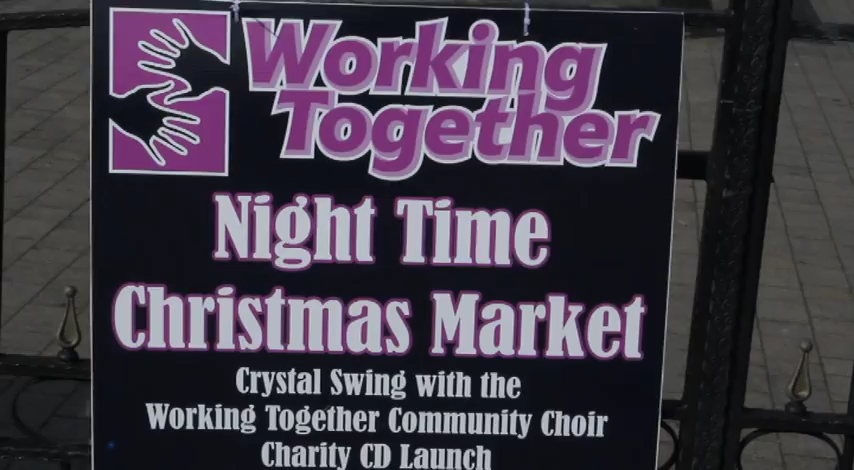 Working
Together
Night Time
Christmas Market
Crystal Swing with the
Working Together Community Choir
Charity CD Launch